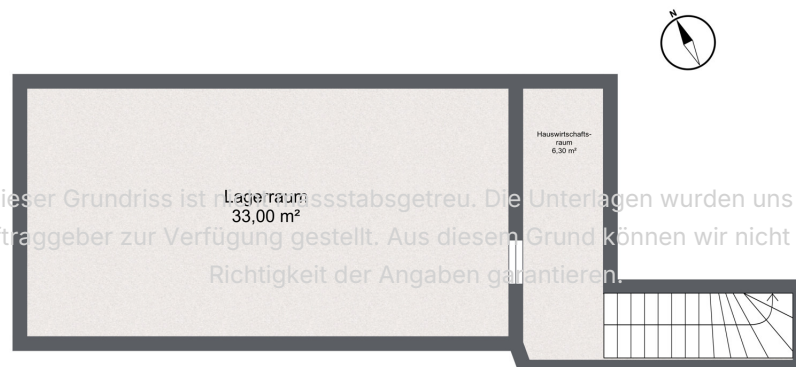 N
Hauswirtschafts-
raum
6,30 m²
Lagerraum
33,00 m²
ieser Grundriss ist nicht massstabsgetreu. Die Unterlagen wurden uns
ftraggeber zur Verfügung gestellt. Aus diesem Grund können wir nicht
Richtigkeit der Angaben garantieren.